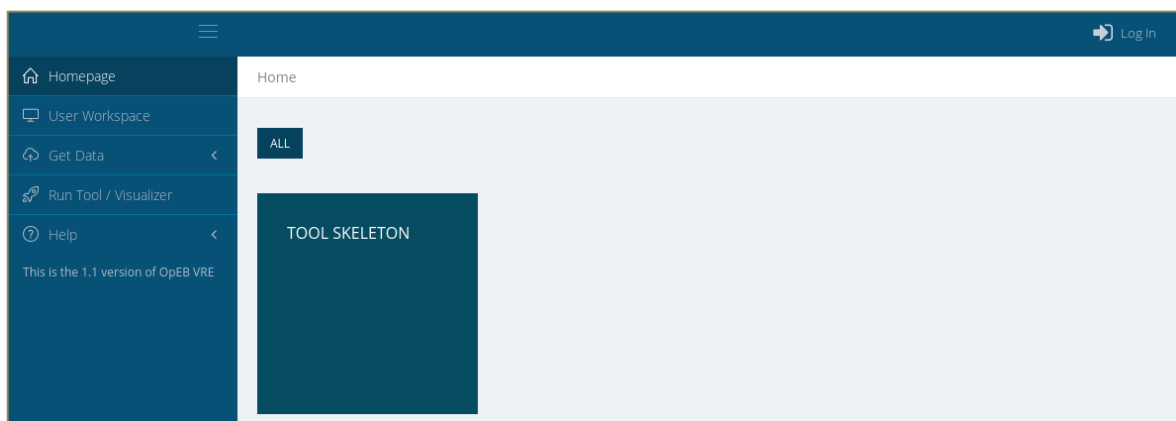 Log In
Homepage
Home
User Workspace
ALL
Get Data
Run Tool / Visualizer
Help
TOOL SKELETON
This is the 1.1 version of OpEB VRE